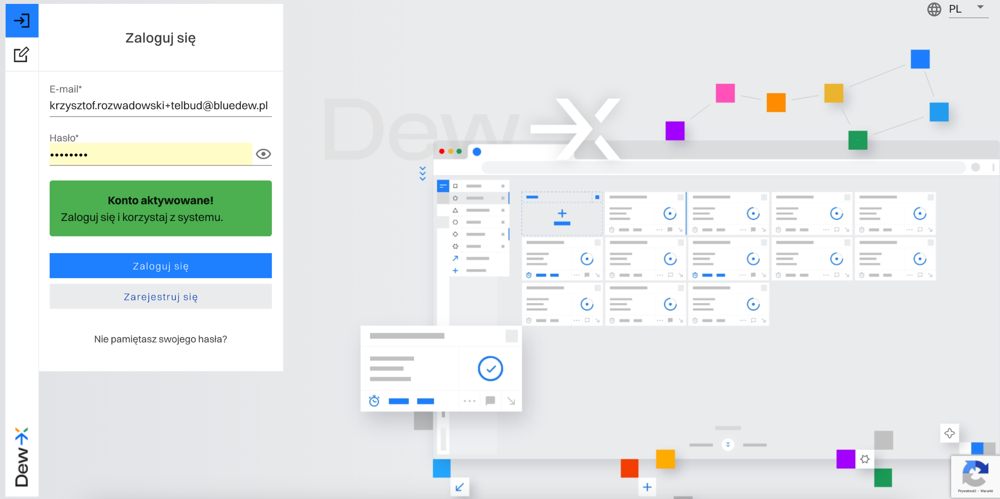 PL
Zaloguj się
E-mail*
krzysztof.rozwadowski+telbud@bluedew.pl
Hasło*
••••••••
Konto aktywowane!
Zaloguj się i korzystaj z systemu.
Zaloguj się
Zarejestruj się
Nie pamiętasz swojego hasła?
DewX
Dew
Prywatność - Warunki